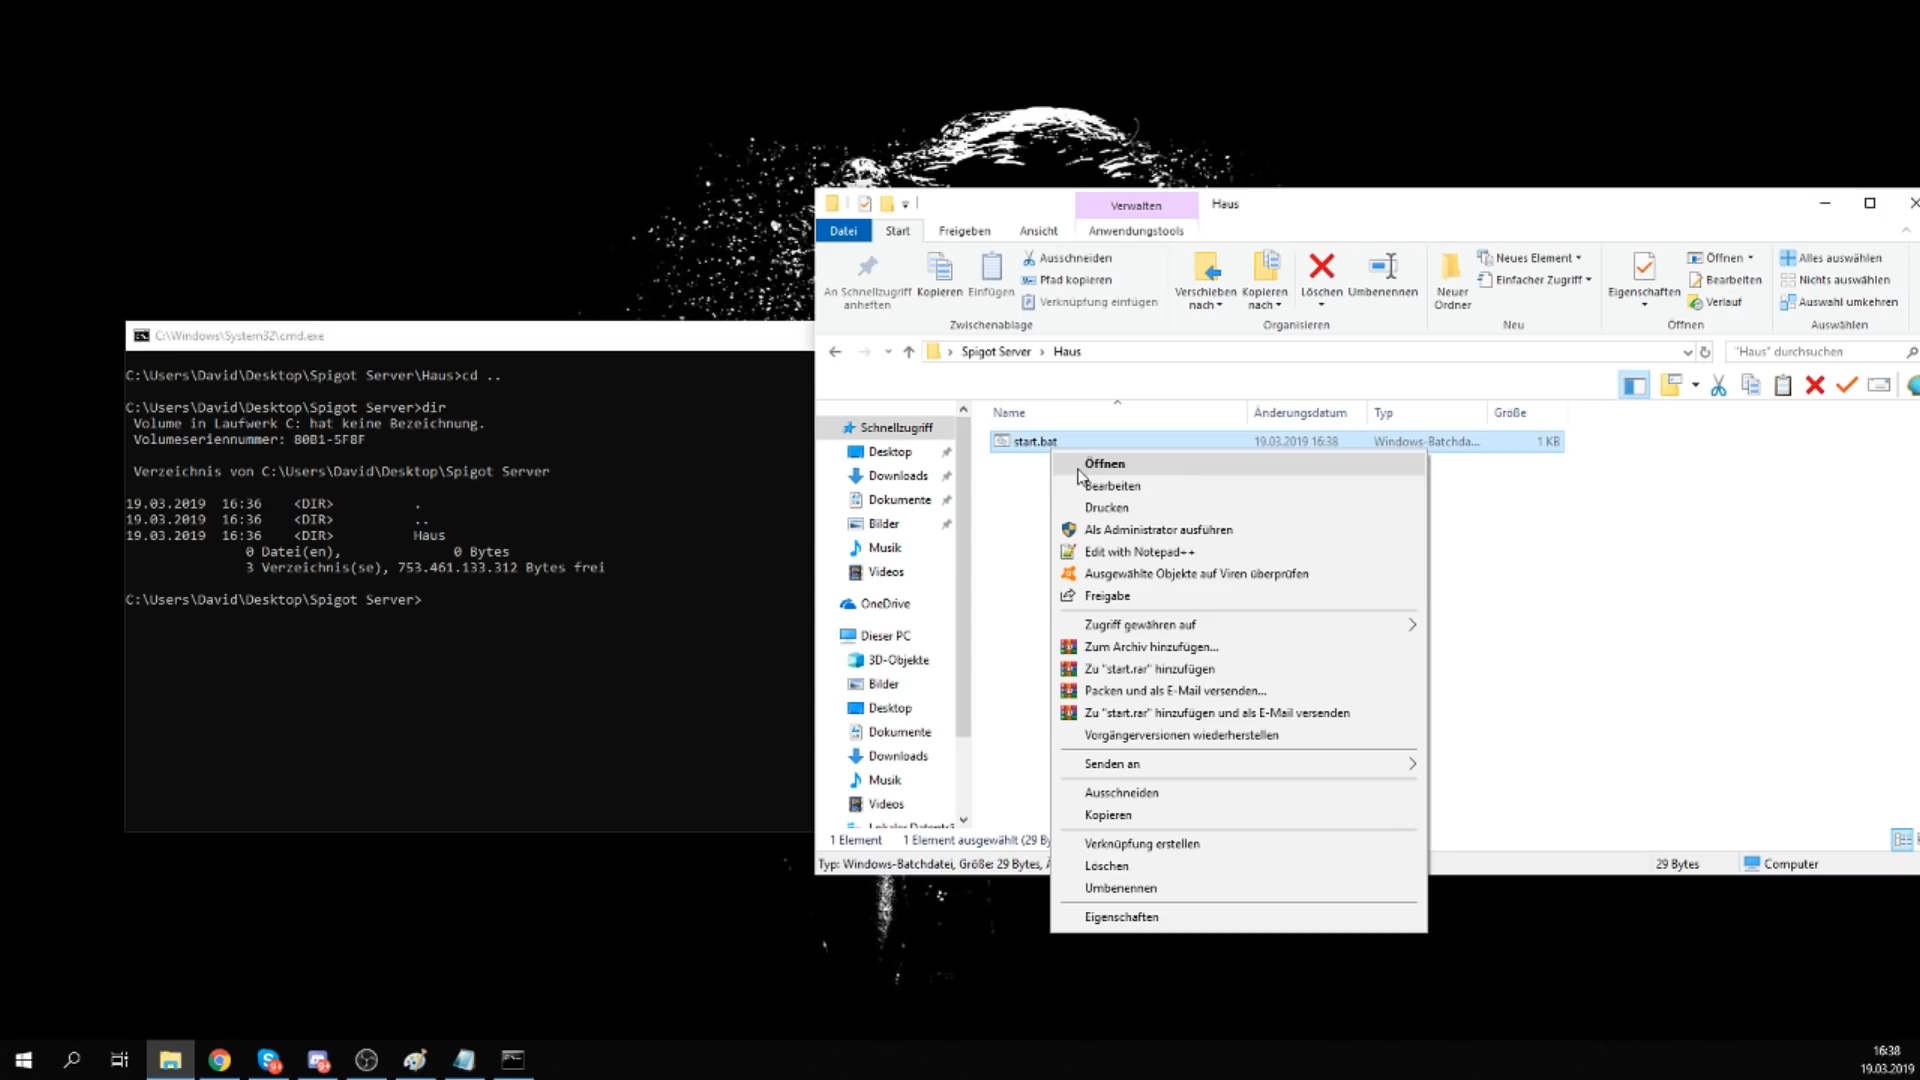 C:\Windows\System32\cmd.exe
C:\Users\David\Desktop\Spigot Server\Haus>cd ..
C:\Users\David\Desktop\Spigot Server>dir
Volume in Laufwerk C: hat keine Bezeichnung.
Volumeseriennummer: 80B1-5F8F
Verzeichnis von C:\Users\David\Desktop\Spigot Server
19.03.2019 16:36 <DIR> .
19.03.2019 16:36 <DIR> ..
19.03.2019 16:36 <DIR> Haus
0 Datei(en), 0 Bytes
3 Verzeichnis(se), 753.461.133.312 Bytes frei
C:\Users\David\Desktop\Spigot Server>
Verwalten Haus
Datei Start Freigeben Ansicht Anwendungstools
An Schnellzugriff anheften
Kopieren
Einfügen
Ausschneiden
Pfad kopieren
Verknüpfung einfügen
Zwischenablage
Verschieben nach
Kopieren nach
Löschen
Umbenennen
Organisieren
Neuer Ordner
Neues Element
Einfacher Zugriff
Neu
Eigenschaften
Öffnen
Bearbeiten
Verlauf
Öffnen
Alles auswählen
Nichts auswählen
Auswahl umkehren
Auswählen
Spigot Server > Haus
"Haus" durchsuchen
Name Änderungsdatum Typ Größe
start.bat 19.03.2019 16:38 Windows-Batchda... 1 KB
Schnellzugriff
Desktop
Downloads
Dokumente
Bilder
Musik
Videos
OneDrive
Dieser PC
3D-Objekte
Bilder
Desktop
Dokumente
Downloads
Musik
Videos
Öffnen
Bearbeiten
Drucken
Als Administrator ausführen
Edit with Notepad++
Ausgewählte Objekte auf Viren überprüfen
Freigabe
Zugriff gewähren auf
Zum Archiv hinzufügen...
Zu "start.rar" hinzufügen
Packen und als E-Mail versenden...
Zu "start.rar" hinzufügen und als E-Mail versenden
Vorgängerversionen wiederherstellen
Senden an
Ausschneiden
Kopieren
Verknüpfung erstellen
Löschen
Umbenennen
Eigenschaften
1 Element 1 Element ausgewählt (29 By
Typ: Windows-Batchdatei, Größe: 29 Bytes,
29 Bytes
Computer
16:38
19.03.2019